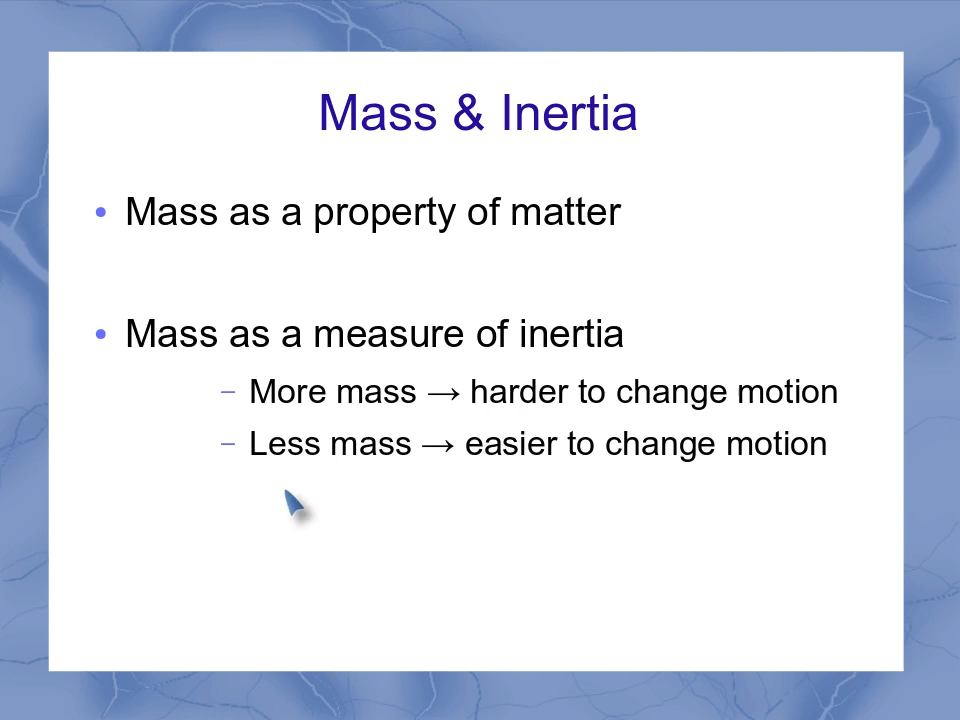 Mass & Inertia
• Mass as a property of matter
• Mass as a measure of inertia
– More mass → harder to change motion
– Less mass → easier to change motion